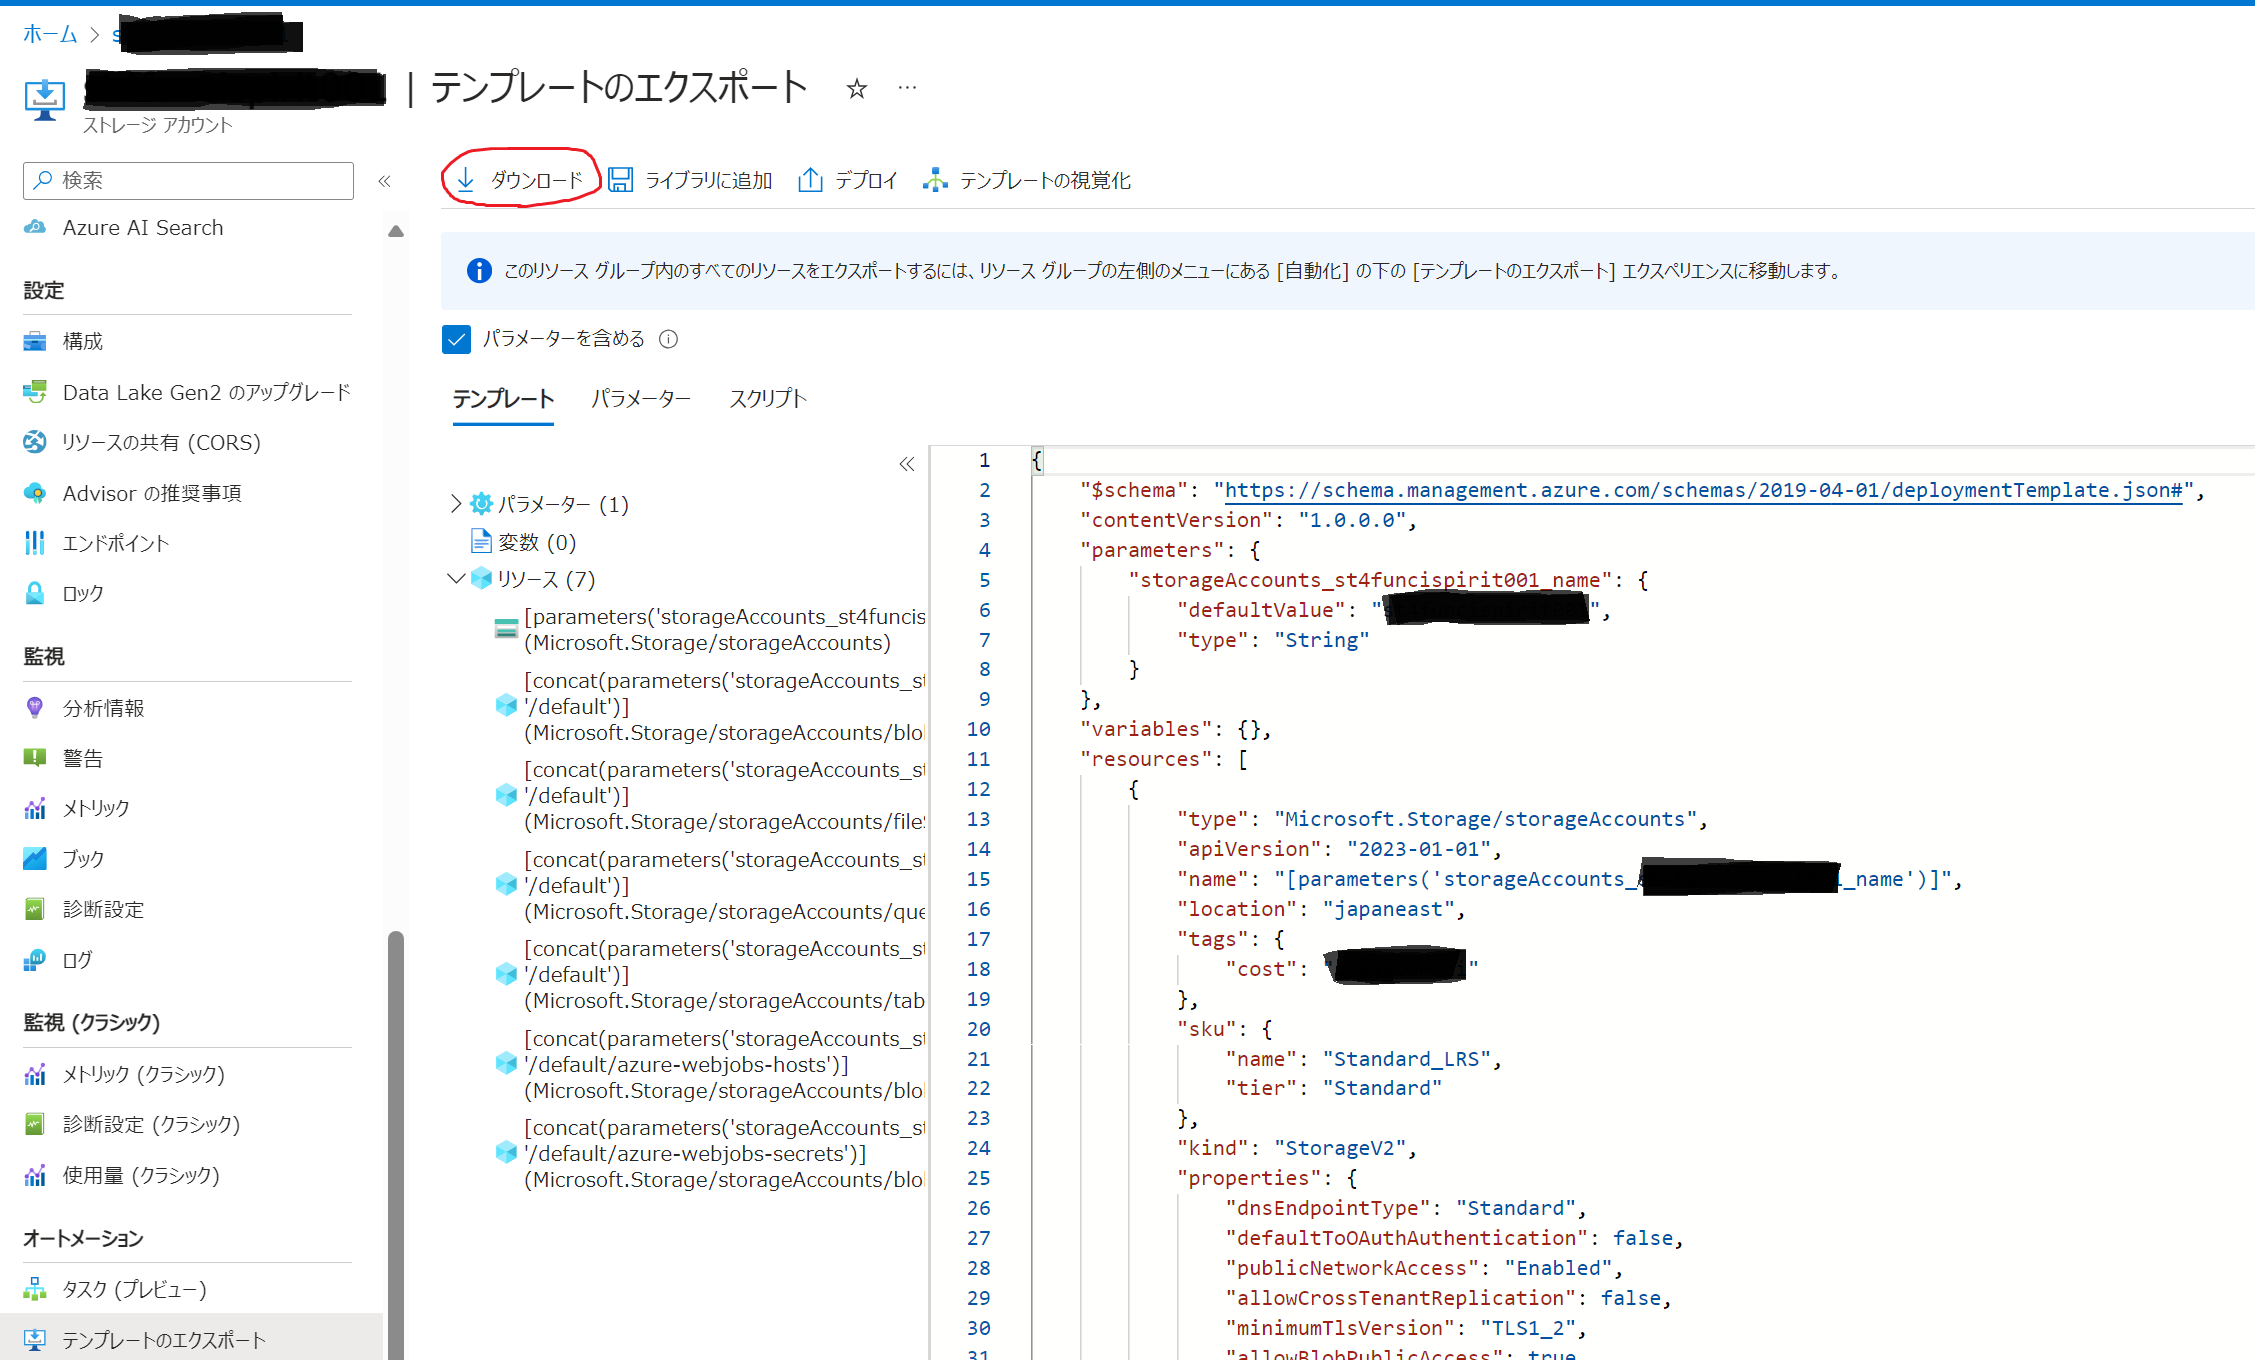 ホーム
| テンプレートのエクスポート
ストレージ アカウント
検索
Azure AI Search
設定
構成
Data Lake Gen2 のアップグレード
リソースの共有 (CORS)
Advisor の推奨事項
エンドポイント
ロック
監視
分析情報
警告
メトリック
ブック
診断設定
ログ
監視 (クラシック)
メトリック (クラシック)
診断設定 (クラシック)
使用量 (クラシック)
オートメーション
タスク (プレビュー)
テンプレートのエクスポート
ダウンロード ライブラリに追加 デプロイ テンプレートの視覚化
このリソース グループ内のすべてのリソースをエクスポートするには、リソース グループの左側のメニューにある [自動化] の下の [テンプレートのエクスポート] エクスペリエンスに移動します。
パラメーターを含める
テンプレート パラメーター スクリプト
パラメーター (1)
変数 (0)
リソース (7)
[parameters('storageAccounts_st4funcis
(Microsoft.Storage/storageAccounts)
[concat(parameters('storageAccounts_st
'/default')]
(Microsoft.Storage/storageAccounts/blo
[concat(parameters('storageAccounts_st
'/default')]
(Microsoft.Storage/storageAccounts/file
[concat(parameters('storageAccounts_st
'/default')]
(Microsoft.Storage/storageAccounts/que
[concat(parameters('storageAccounts_st
'/default')]
(Microsoft.Storage/storageAccounts/tab
[concat(parameters('storageAccounts_st
'/default/azure-webjobs-hosts')]
(Microsoft.Storage/storageAccounts/blo
[concat(parameters('storageAccounts_st
'/default/azure-webjobs-secrets')]
(Microsoft.Storage/storageAccounts/blo
1 {
2 "$schema": "https://schema.management.azure.com/schemas/2019-04-01/deploymentTemplate.json#",
3 "contentVersion": "1.0.0.0",
4 "parameters": {
5 "storageAccounts_st4funcispirit001_name": {
6 "defaultValue": "",
7 "type": "String"
8 }
9 },
10 "variables": {},
11 "resources": [
12 {
13 "type": "Microsoft.Storage/storageAccounts",
14 "apiVersion": "2023-01-01",
15 "name": "[parameters('storageAccounts_ _name')]",
16 "location": "japaneast",
17 "tags": {
18 "cost": "
19 },
20 "sku": {
21 "name": "Standard_LRS",
22 "tier": "Standard"
23 },
24 "kind": "StorageV2",
25 "properties": {
26 "dnsEndpointType": "Standard",
27 "defaultToOAuthAuthentication": false,
28 "publicNetworkAccess": "Enabled",
29 "allowCrossTenantReplication": false,
30 "minimumTlsVersion": "TLS1_2",
31 "allowBlobPublicAccess": true